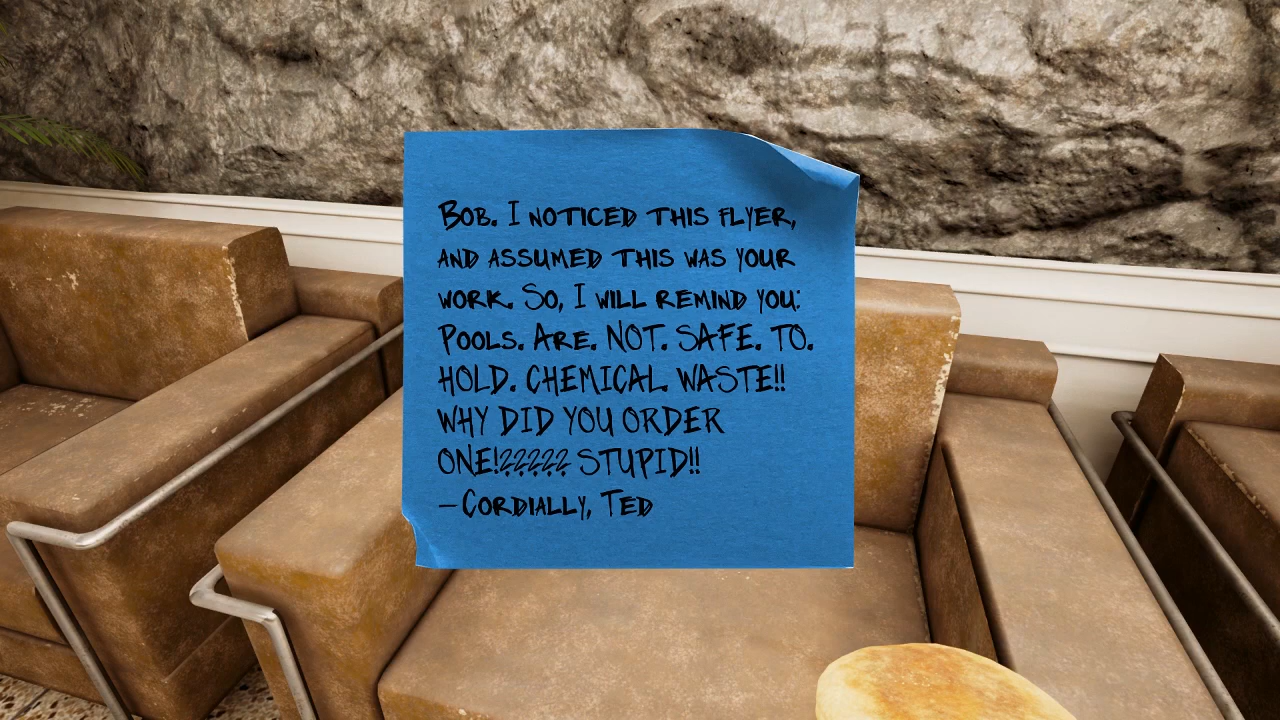 Bob. I noticed this flyer,
and assumed this was your
work. So, I will remind you:
Pools. Are. NOT. SAFE. TO.
HOLD. CHEMICAL WASTE!!
WHY DID YOU ORDER
ONE!????? STUPID!!
–Cordially, Ted